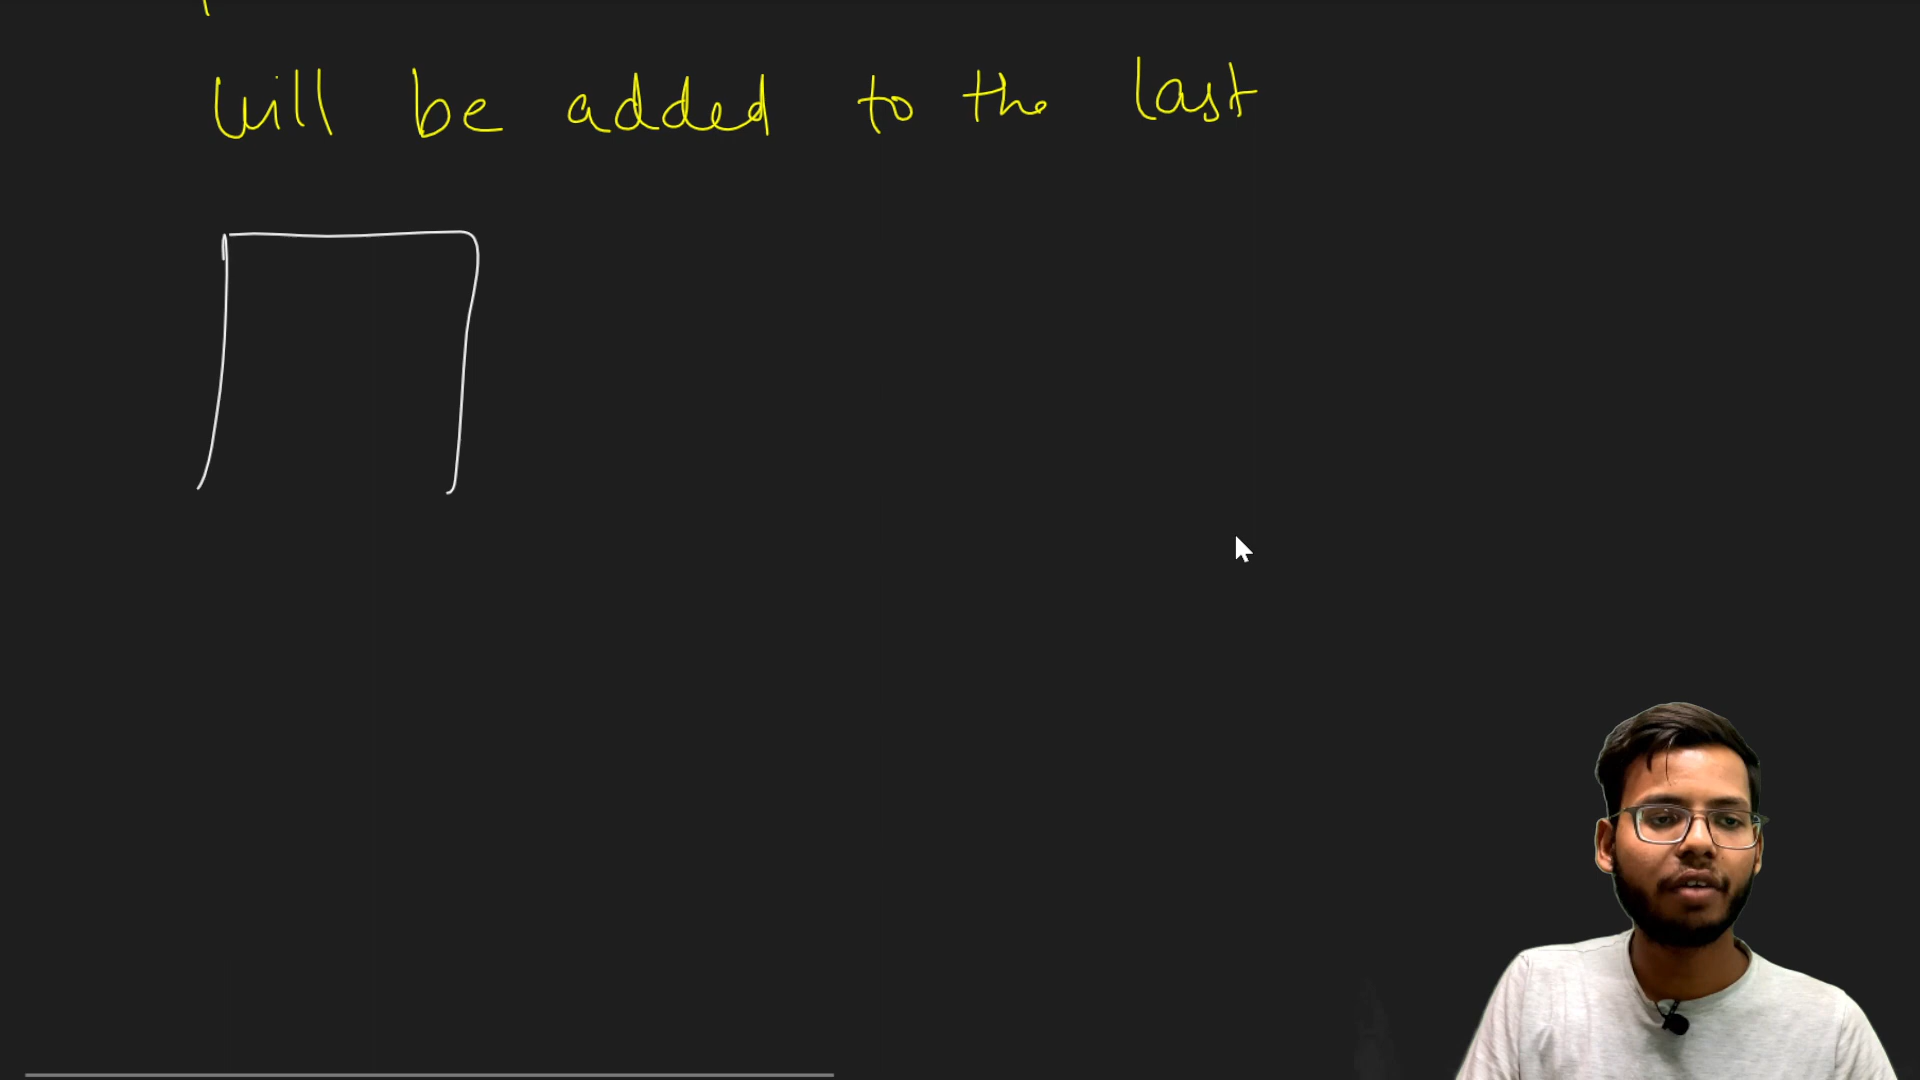 will be added to the last